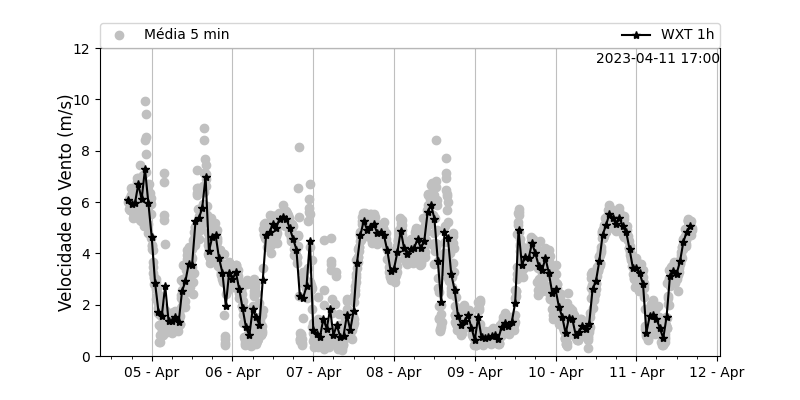 Média 5 min
WXT 1h
2023-04-11 17:00
Velocidade do Vento (m/s)
12
10
8
6
4
2
0
05 - Apr
06 - Apr
07 - Apr
08 - Apr
09 - Apr
10 - Apr
11 - Apr
12 - Apr